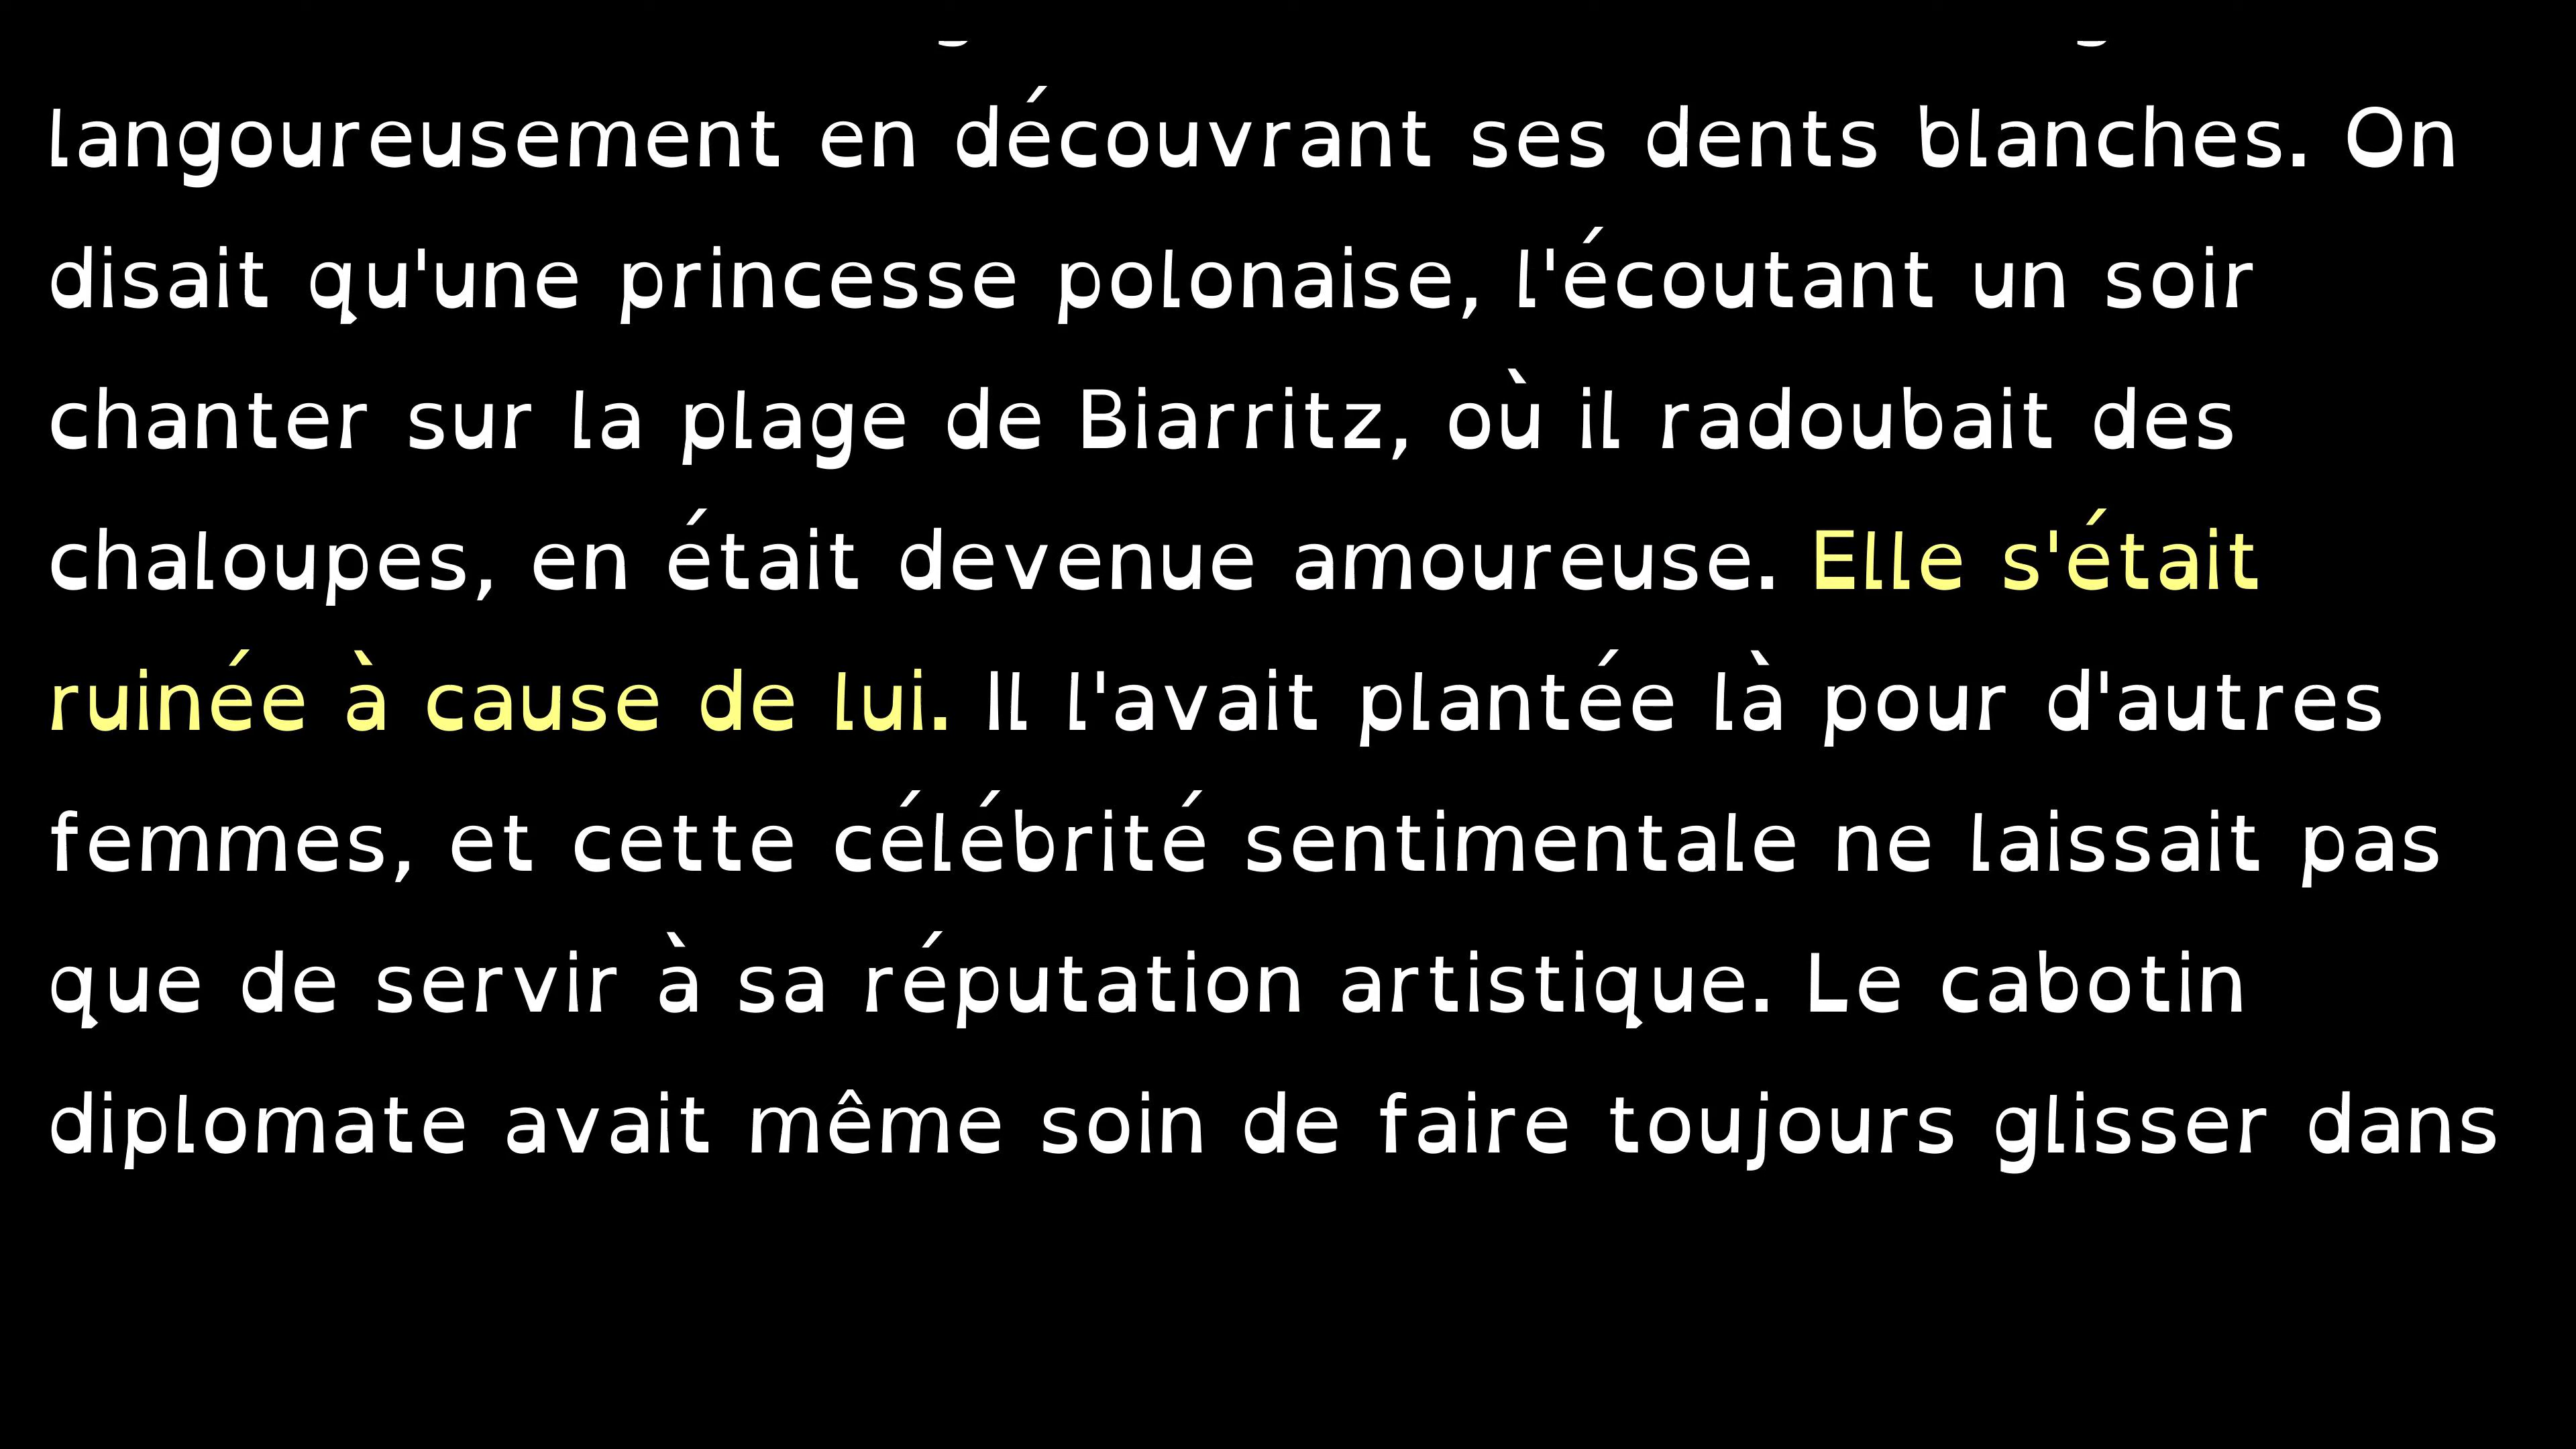 langoureusement en découvrant ses dents blanches. On
disait qu'une princesse polonaise, l'écoutant un soir
chanter sur la plage de Biarritz, où il radoubait des
chaloupes, en était devenue amoureuse. Elle s'était
ruinée à cause de lui. Il l'avait plantée là pour d'autres
femmes, et cette célébrité sentimentale ne laissait pas
que de servir à sa réputation artistique. Le cabotin
diplomate avait même soin de faire toujours glisser dans